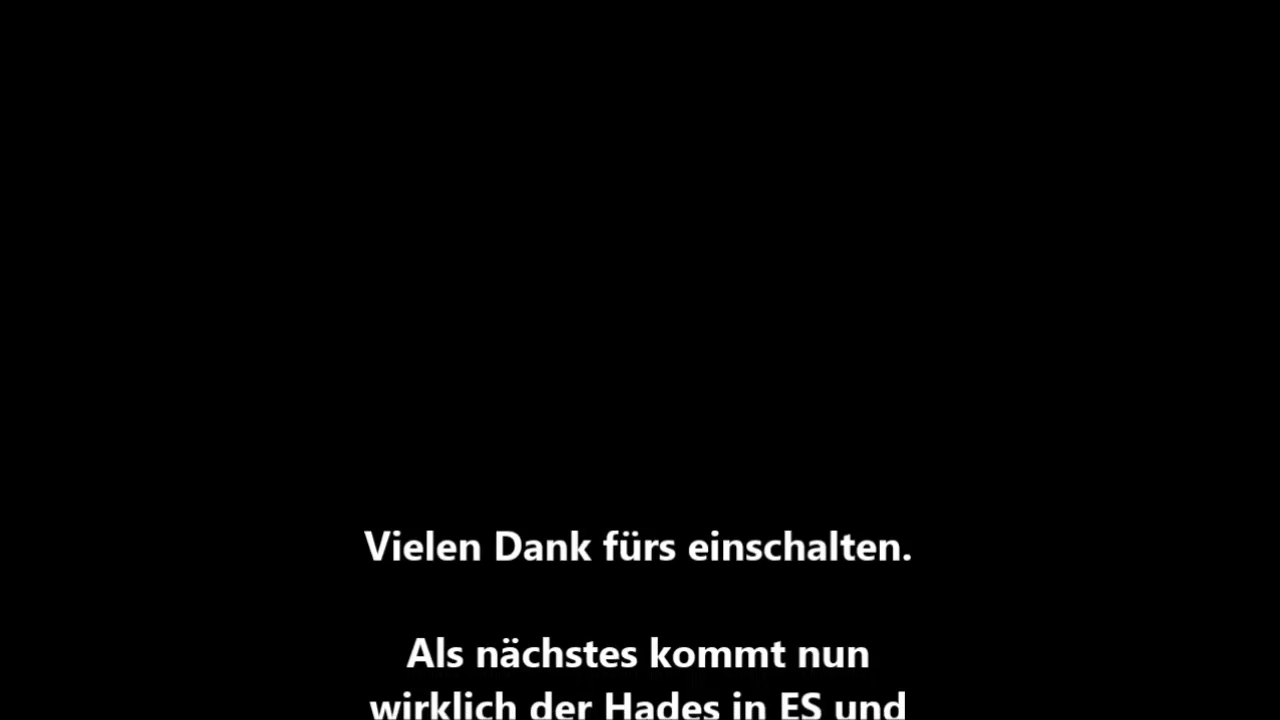 Vielen Dank fürs einschalten.
Als nächstes kommt nun
wirklich der Hades in ES und